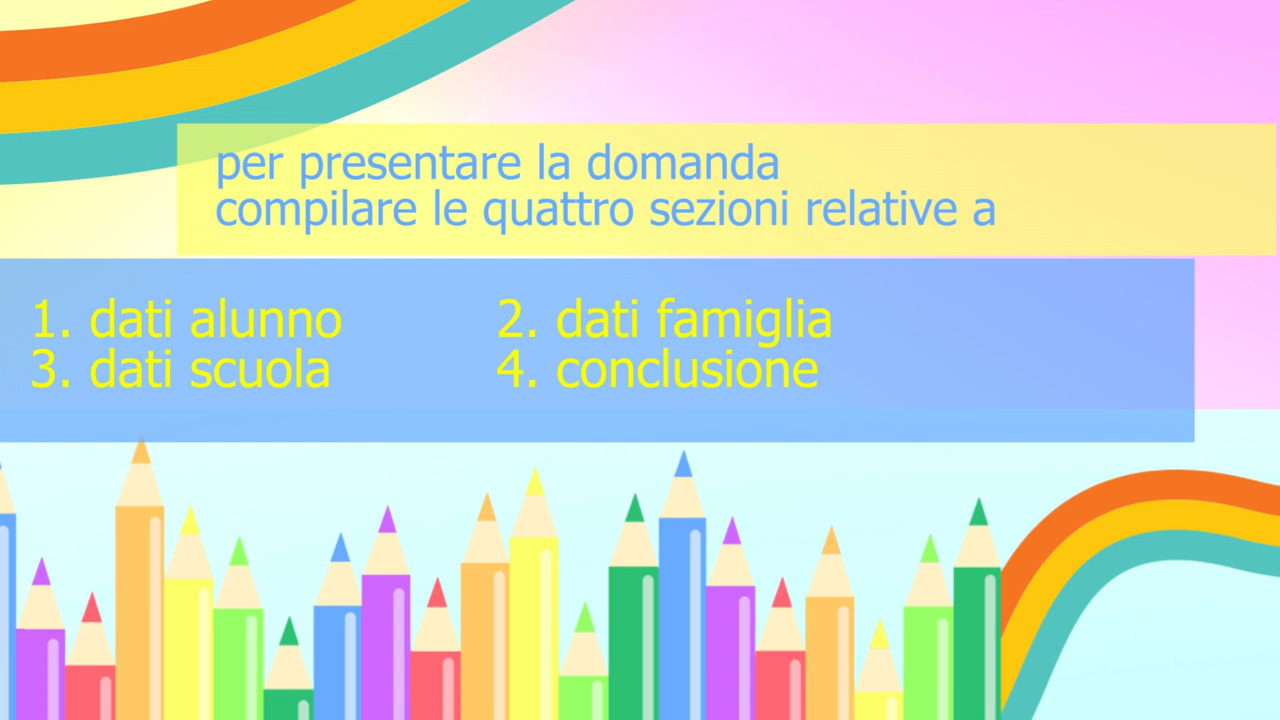 per presentare la domanda
compilare le quattro sezioni relative a
1. dati alunno 2. dati famiglia
3. dati scuola 4. conclusione